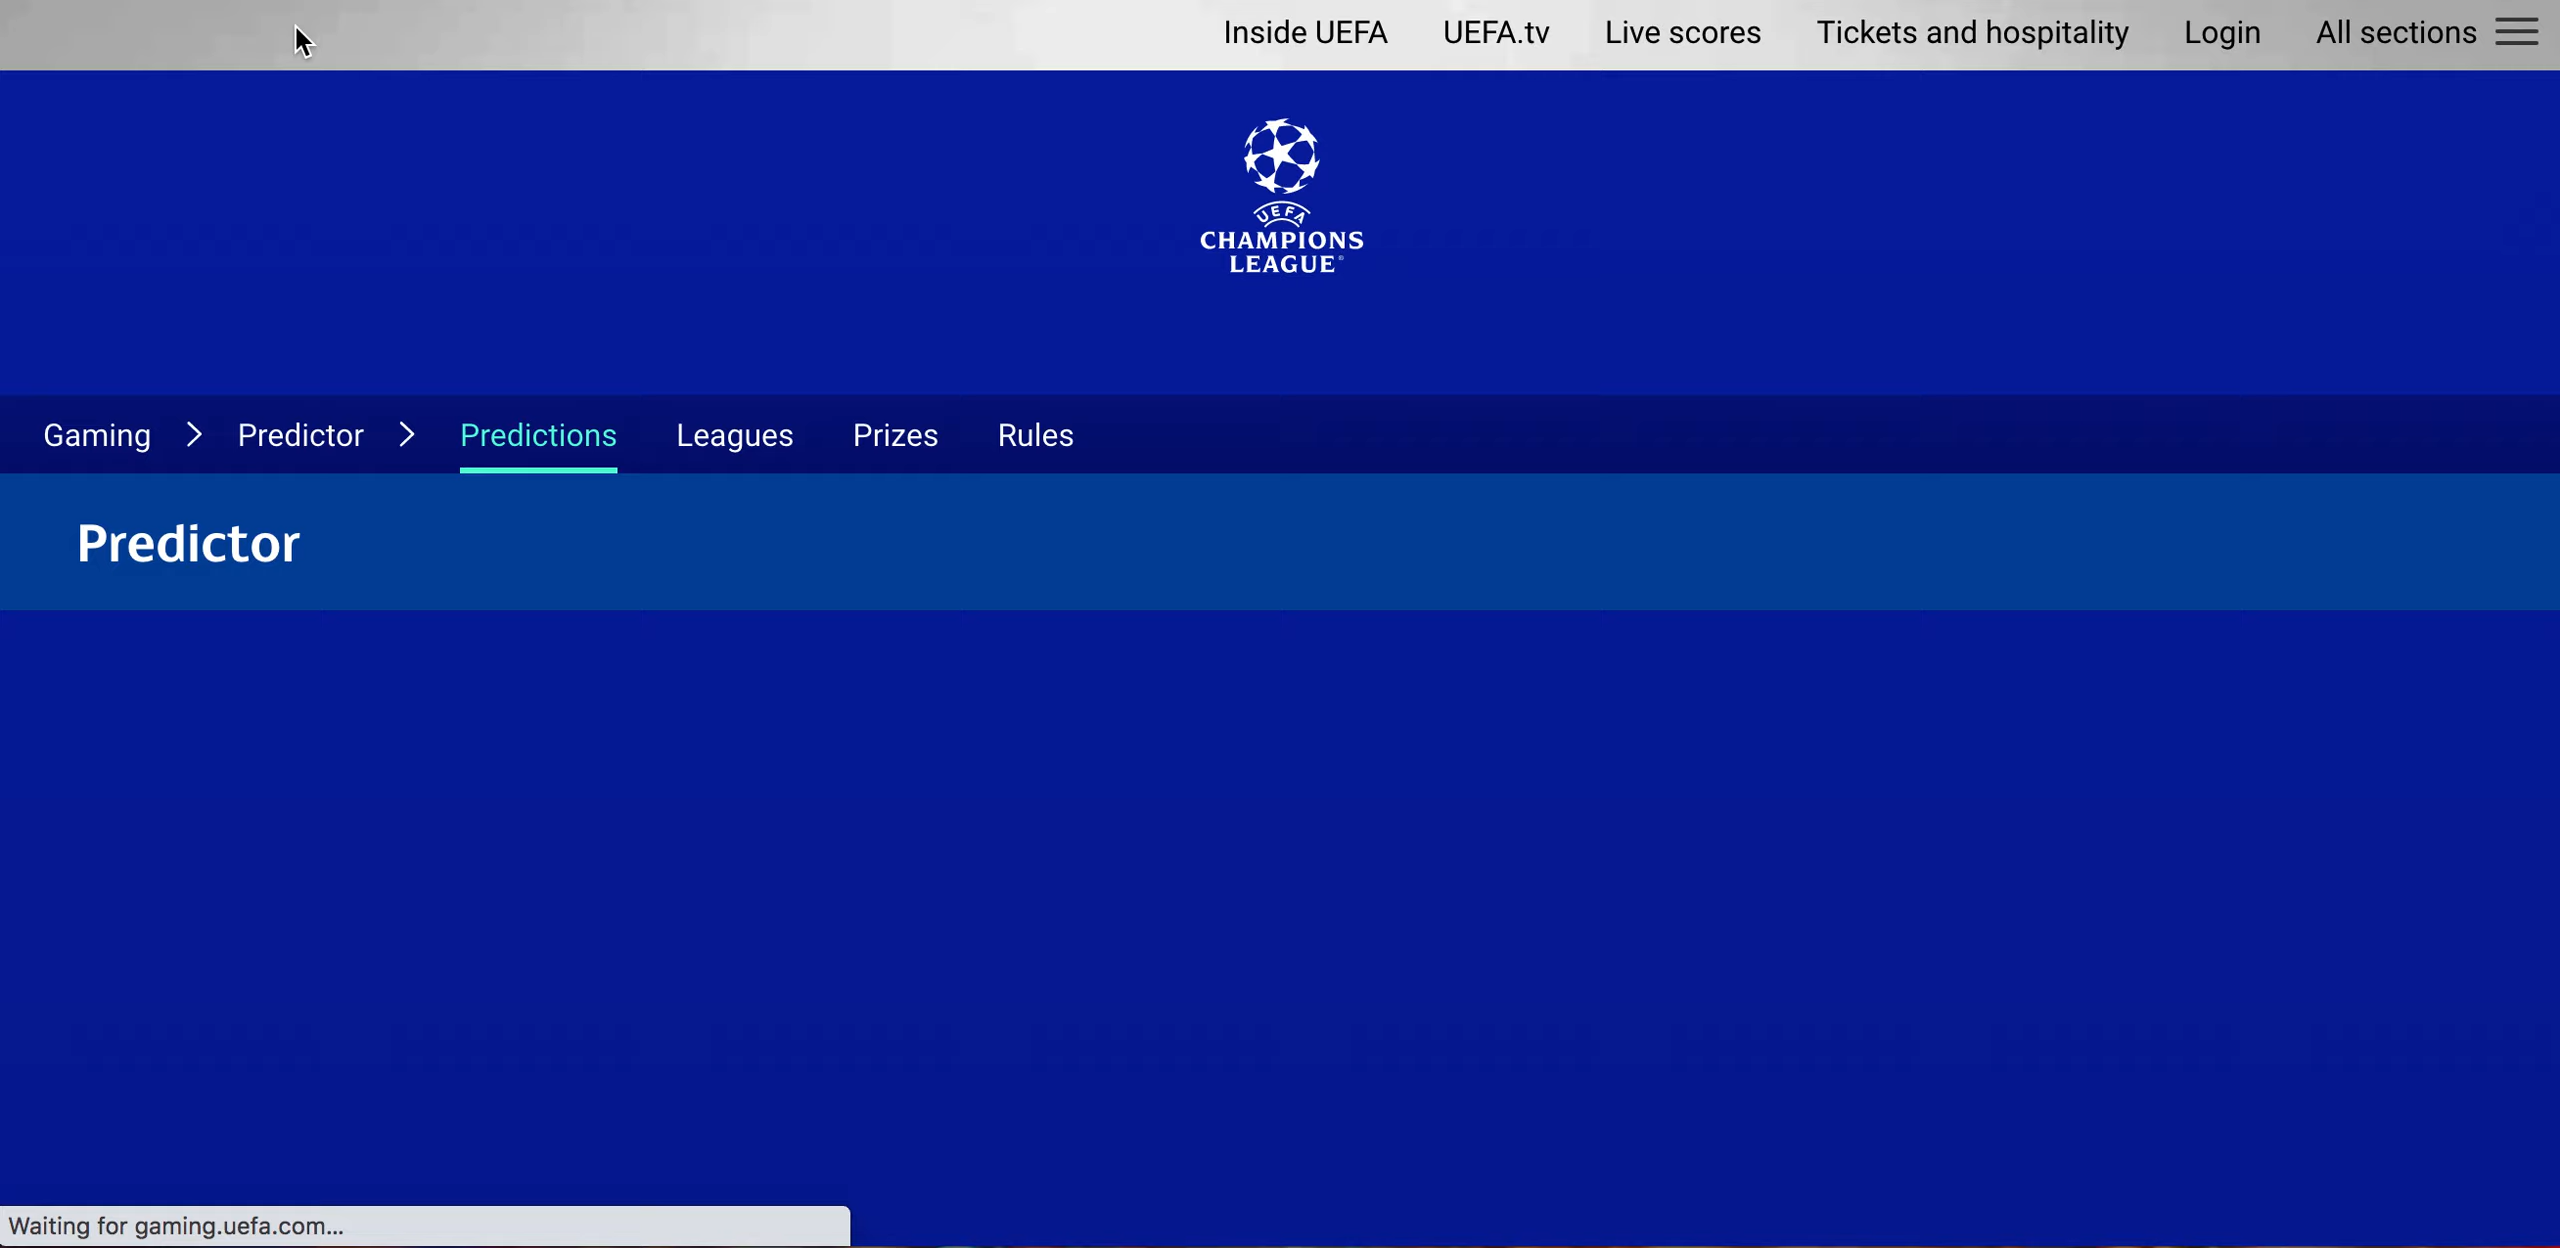 Inside UEFA UEFA.tv Live scores Tickets and hospitality Login All sections
UEFA
CHAMPIONS
LEAGUE
Gaming > Predictor > Predictions Leagues Prizes Rules
Predictor
Waiting for gaming.uefa.com...